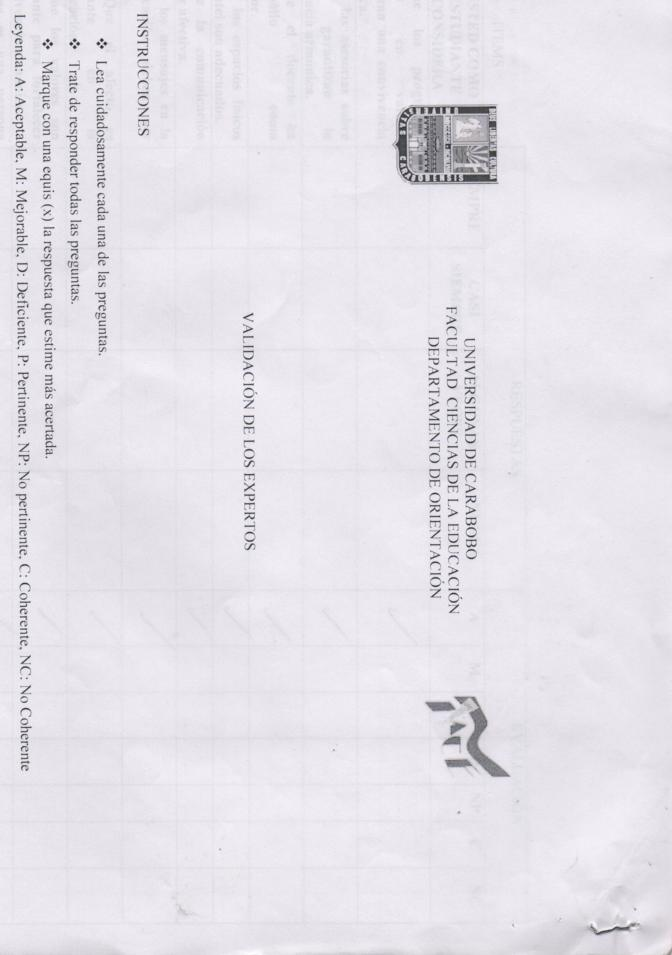 UNIVERSIDAD DE CARABOBO
FACULTAD CIENCIAS DE LA EDUCACIÓN
DEPARTAMENTO DE ORIENTACIÓN
VALIDACIÓN DE LOS EXPERTOS
INSTRUCCIONES
❖ Lea cuidadosamente cada una de las preguntas.
❖ Trate de responder todas las preguntas.
❖ Marque con una equis (x) la respuesta que estime más acertada.
Leyenda: A: Aceptable, M: Mejorable, D: Deficiente, P: Pertinente, NP: No pertinente, C: Coherente, NC: No Coherente